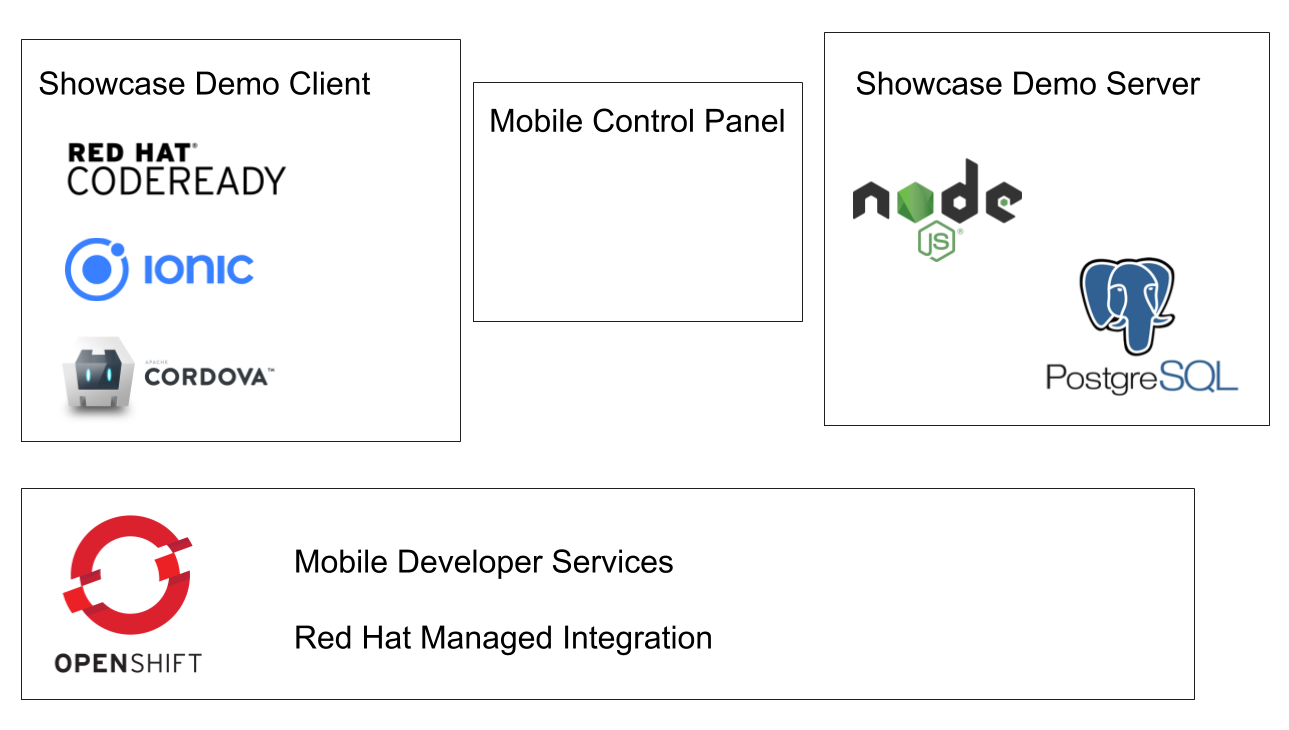 Showcase Demo Client
RED HAT®
CODEREADY
IONIC
APACHE
CORDOVA™
Mobile Control Panel
Showcase Demo Server
node
JS®
PostgreSQL
OPENSHIFT
Mobile Developer Services
Red Hat Managed Integration